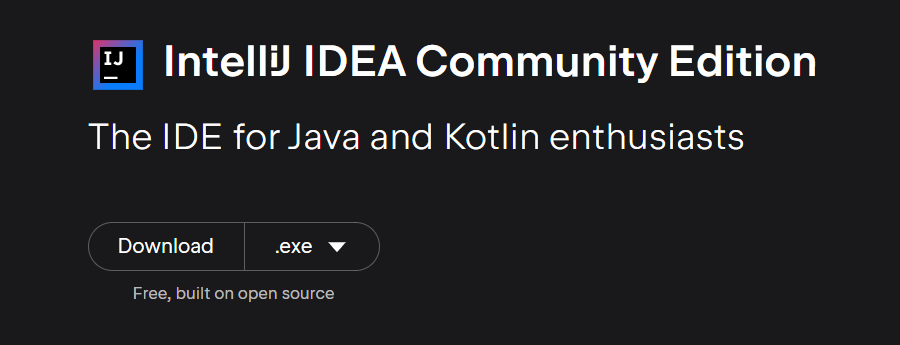 IJ
IntelliJ IDEA Community Edition
The IDE for Java and Kotlin enthusiasts
Download
.exe
Free, built on open source